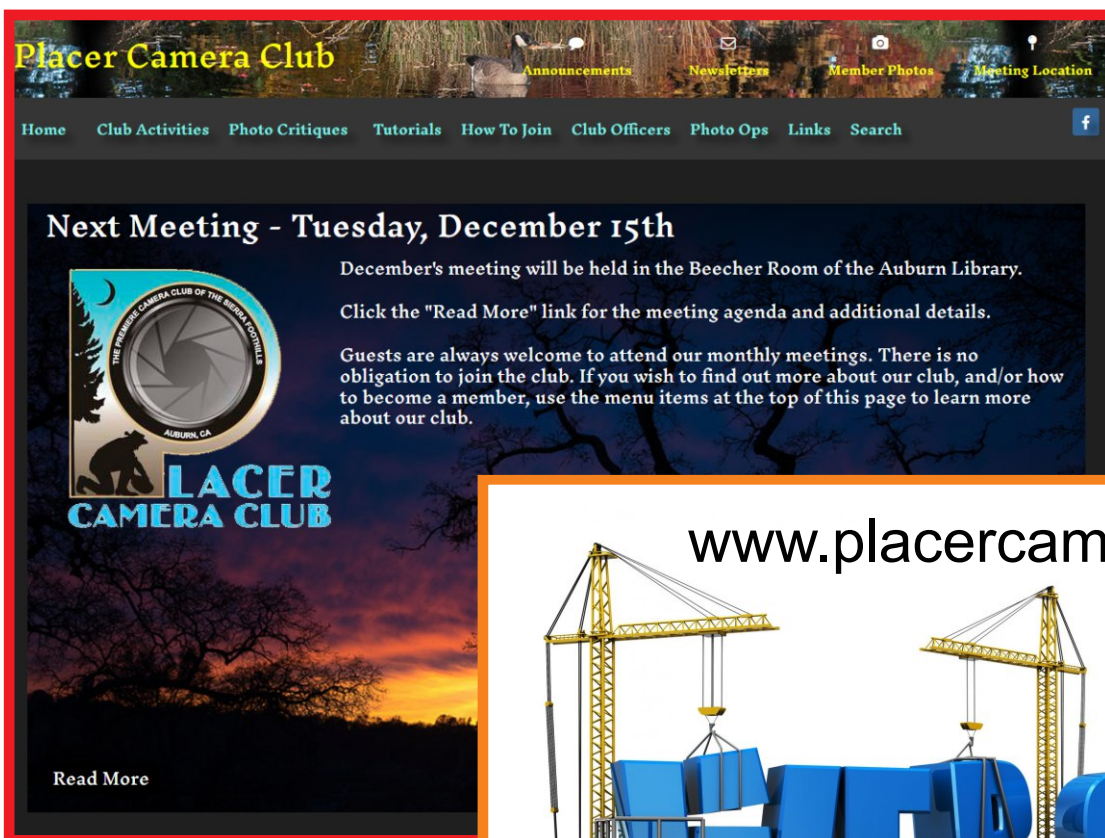 Placer Camera Club
Announcements
Newsletters
Member Photos
Meeting Location
Home Club Activities Photo Critiques Tutorials How To Join Club Officers Photo Ops Links Search
f
Next Meeting - Tuesday, December 15th
December's meeting will be held in the Beecher Room of the Auburn Library.
Click the "Read More" link for the meeting agenda and additional details.
Guests are always welcome to attend our monthly meetings. There is no
obligation to join the club. If you wish to find out more about our club, and/or how
to become a member, use the menu items at the top of this page to learn more
about our club.
THE PREMIERE CAMERA CLUB OF THE SIERRA FOOTHILLS
AUBURN, CA
PLACER
CAMERA CLUB
Read More
www.placercam